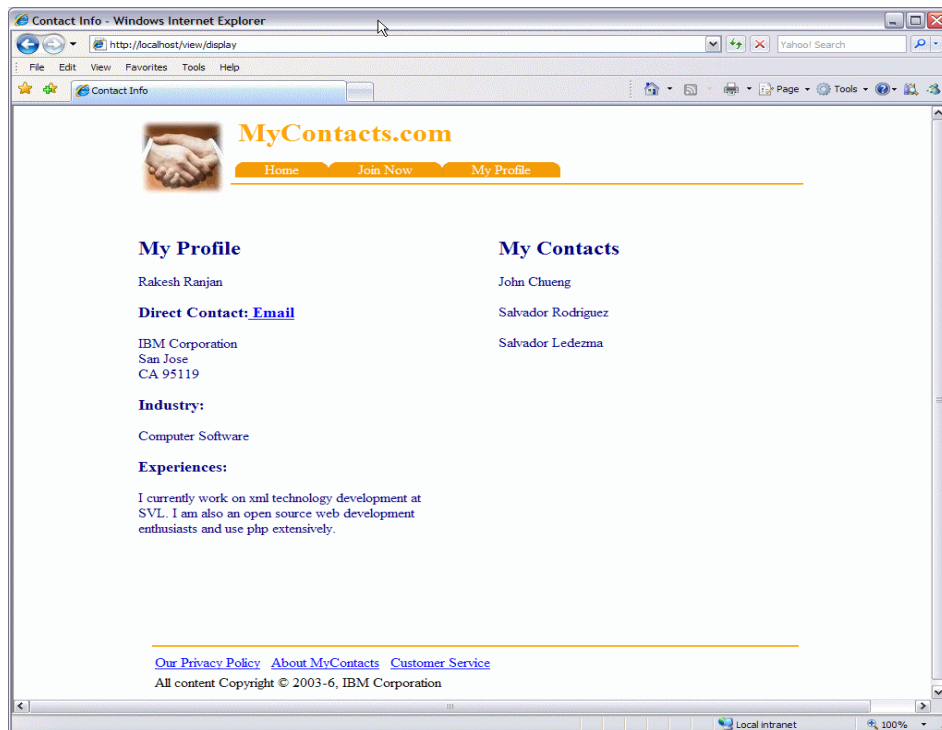 Contact Info - Windows Internet Explorer
http://localhost/view/display
Yahoo! Search
File Edit View Favorites Tools Help
Contact Info
Page Tools
MyContacts.com
Home Join Now My Profile
My Profile
Rakesh Ranjan
Direct Contact: Email
IBM Corporation
San Jose
CA 95119
Industry:
Computer Software
Experiences:
I currently work on xml technology development at
SVL. I am also an open source web development
enthusiasts and use php extensively.
My Contacts
John Chueng
Salvador Rodriguez
Salvador Ledezma
Our Privacy Policy About MyContacts Customer Service
All content Copyright © 2003-6, IBM Corporation
Local intranet
100%